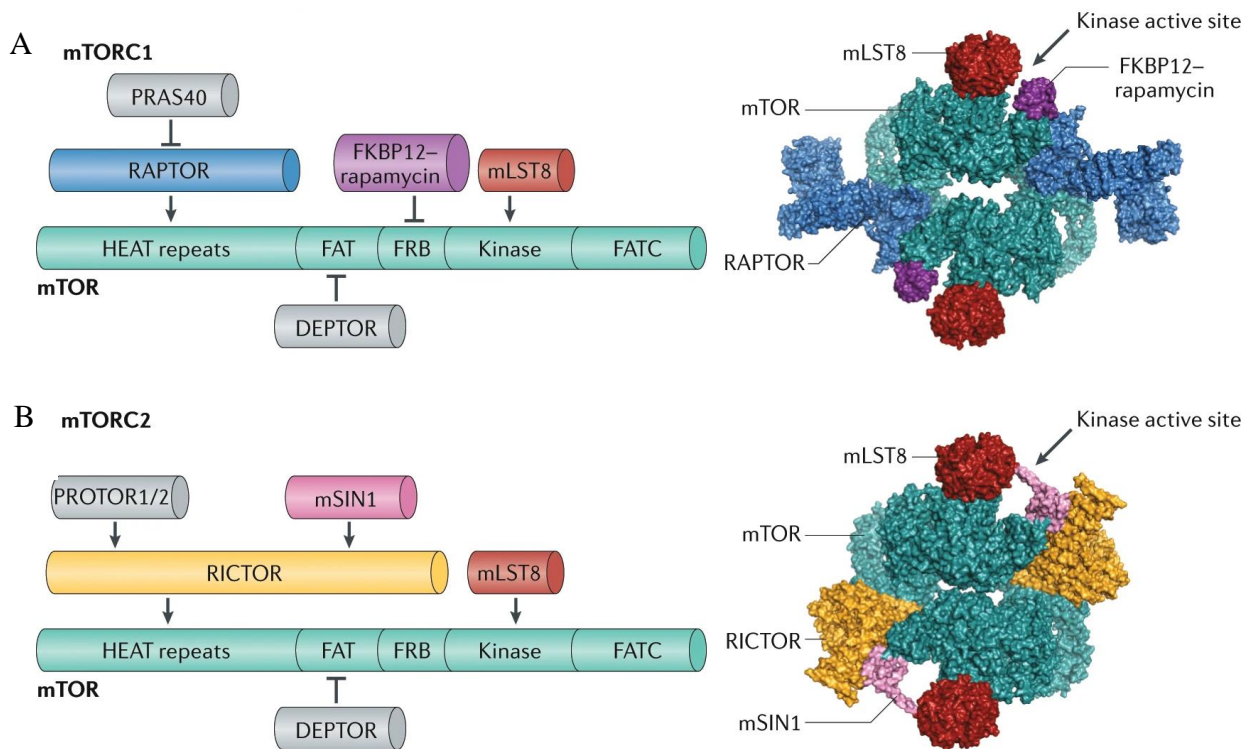 A
mTORC1
PRAS40
RAPTOR
FKBP12–
rapamycin
mLST8
HEAT repeats
FAT
FRB
Kinase
FATC
mTOR
DEPTOR
Kinase active site
mLST8
FKBP12–
rapamycin
mTOR
RAPTOR
B
mTORC2
PROTOR1/2
mSIN1
RICTOR
mLST8
HEAT repeats
FAT
FRB
Kinase
FATC
mTOR
DEPTOR
Kinase active site
mLST8
mTOR
RICTOR
mSIN1